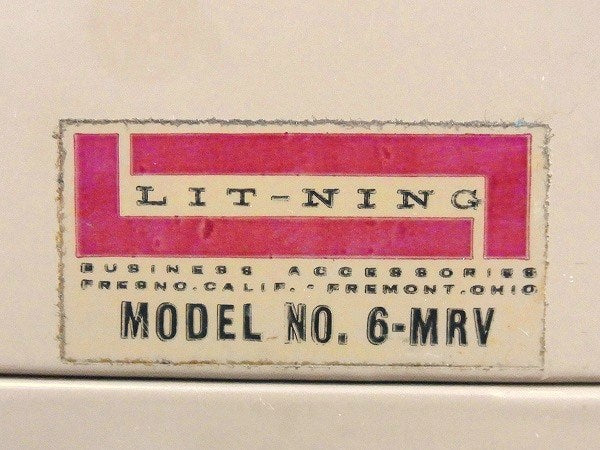 LIT-NING
BUSINESS ACCESSORIES
FRESNO.CALIF. - FREMONT.OHIO
MODEL NO. 6-MRV